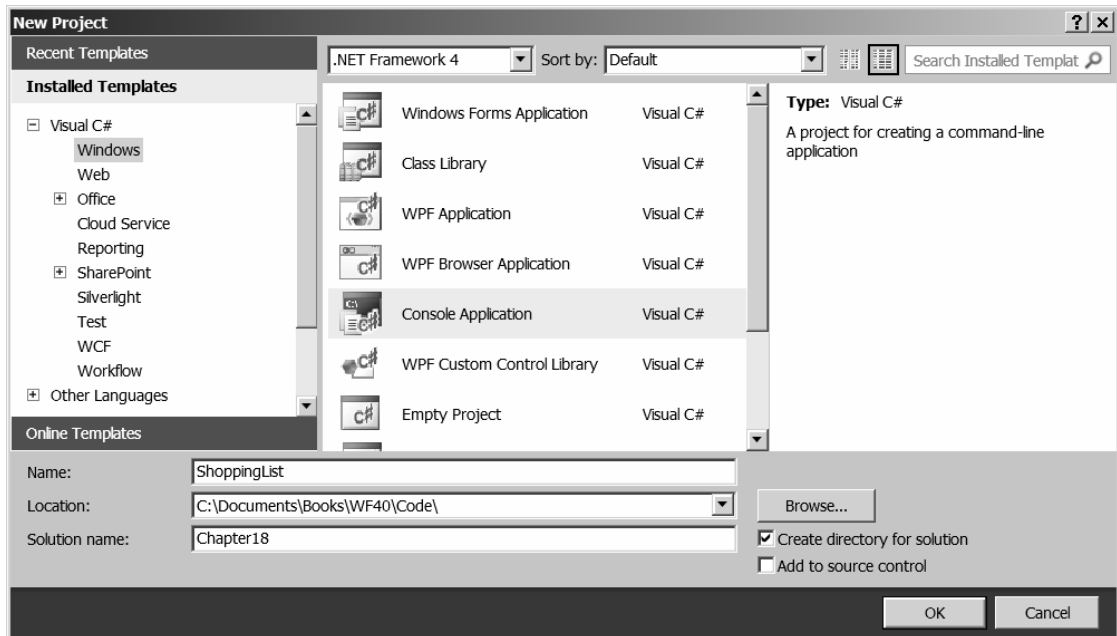 New Project
Recent Templates
Installed Templates
Visual C#
Windows
Web
Office
Cloud Service
Reporting
SharePoint
Silverlight
Test
WCF
Workflow
Other Languages
Online Templates
.NET Framework 4 Sort by: Default Search Installed Templat
Windows Forms Application Visual C#
Class Library Visual C#
WPF Application Visual C#
WPF Browser Application Visual C#
Console Application Visual C#
WPF Custom Control Library Visual C#
Empty Project Visual C#
Type: Visual C#
A project for creating a command-line
application
Name: ShoppingList
Location: C:\Documents\Books\WF40\Code\ Browse...
Solution name: Chapter18
Create directory for solution
Add to source control
OK Cancel